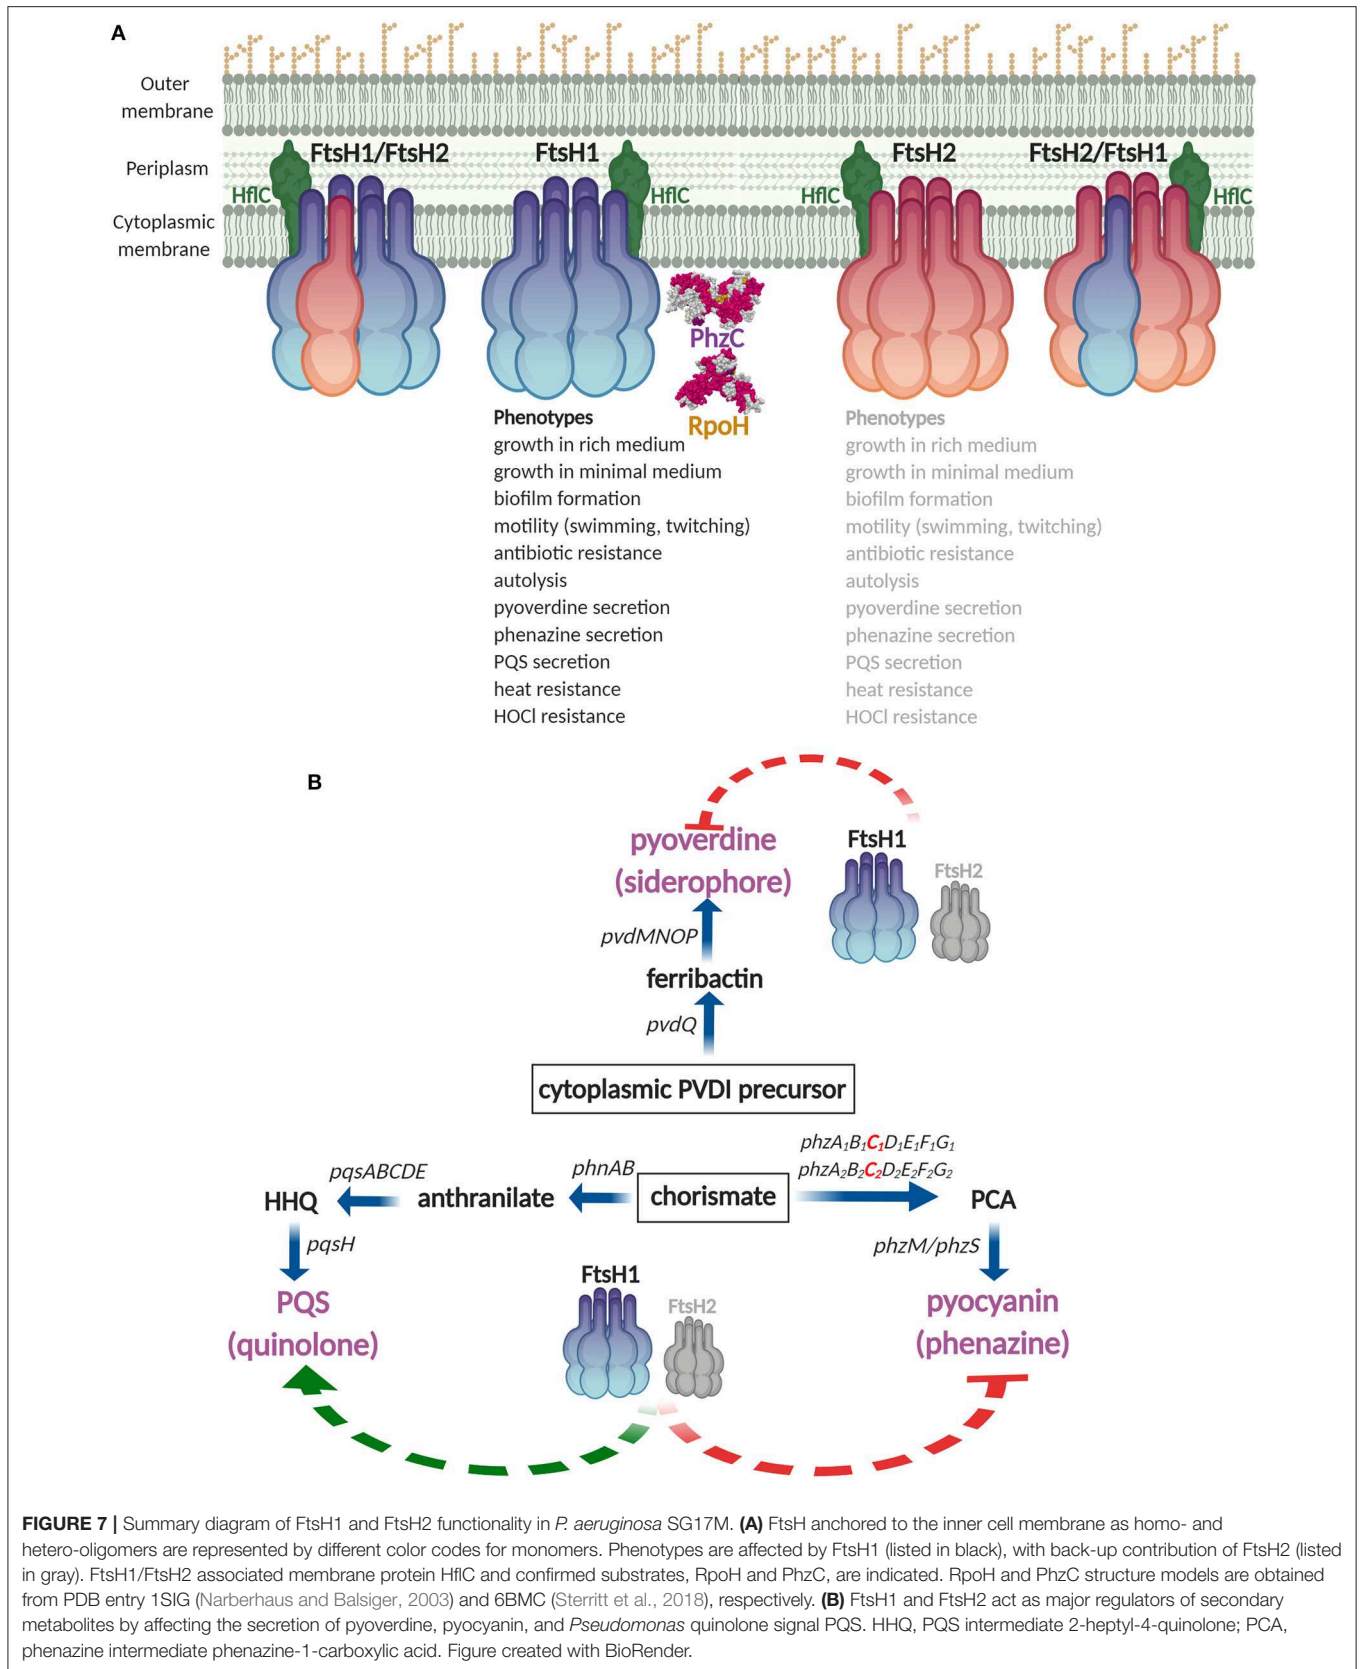 A
Outer
membrane
Periplasm
Cytoplasmic
membrane
FtsH1/FtsH2
FtsH1
FtsH2
FtsH2/FtsH1
HflC
HflC
HflC
HflC
PhzC
RpoH
Phenotypes
growth in rich medium
growth in minimal medium
biofilm formation
motility (swimming, twitching)
antibiotic resistance
autolysis
pyoverdine secretion
phenazine secretion
PQS secretion
heat resistance
HOCl resistance
Phenotypes
growth in rich medium
growth in minimal medium
biofilm formation
motility (swimming, twitching)
antibiotic resistance
autolysis
pyoverdine secretion
phenazine secretion
PQS secretion
heat resistance
HOCl resistance
B
pyoverdine
(siderophore)
FtsH1
FtsH2
pvdMNOP
ferribactin
pvdQ
cytoplasmic PVDI precursor
phzA₁B₁C₁D₁E₁F₁G₁
phzA₂B₂C₂D₂E₂F₂G₂
pqsABCDE
phnAB
HHQ
anthranilate
chorismate
PCA
pqsH
phzM/phzS
FtsH1
FtsH2
PQS
(quinolone)
pyocyanin
(phenazine)
FIGURE 7 | Summary diagram of FtsH1 and FtsH2 functionality in P. aeruginosa SG17M. (A) FtsH anchored to the inner cell membrane as homo- and
hetero-oligomers are represented by different color codes for monomers. Phenotypes are affected by FtsH1 (listed in black), with back-up contribution of FtsH2 (listed
in gray). FtsH1/FtsH2 associated membrane protein HflC and confirmed substrates, RpoH and PhzC, are indicated. RpoH and PhzC structure models are obtained
from PDB entry 1SIG (Narberhaus and Balsiger, 2003) and 6BMC (Sterritt et al., 2018), respectively. (B) FtsH1 and FtsH2 act as major regulators of secondary
metabolites by affecting the secretion of pyoverdine, pyocyanin, and Pseudomonas quinolone signal PQS. HHQ, PQS intermediate 2-heptyl-4-quinolone; PCA,
phenazine intermediate phenazine-1-carboxylic acid. Figure created with BioRender.